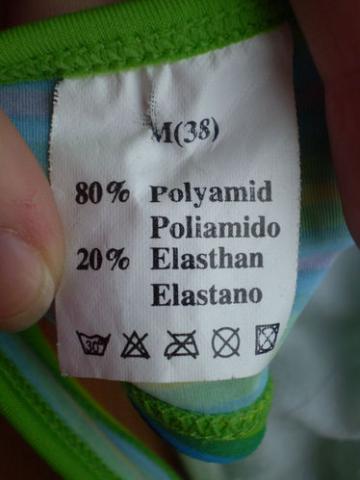 M(38)
80% Polyamid
Poliamido
20% Elasthan
Elastano
30°